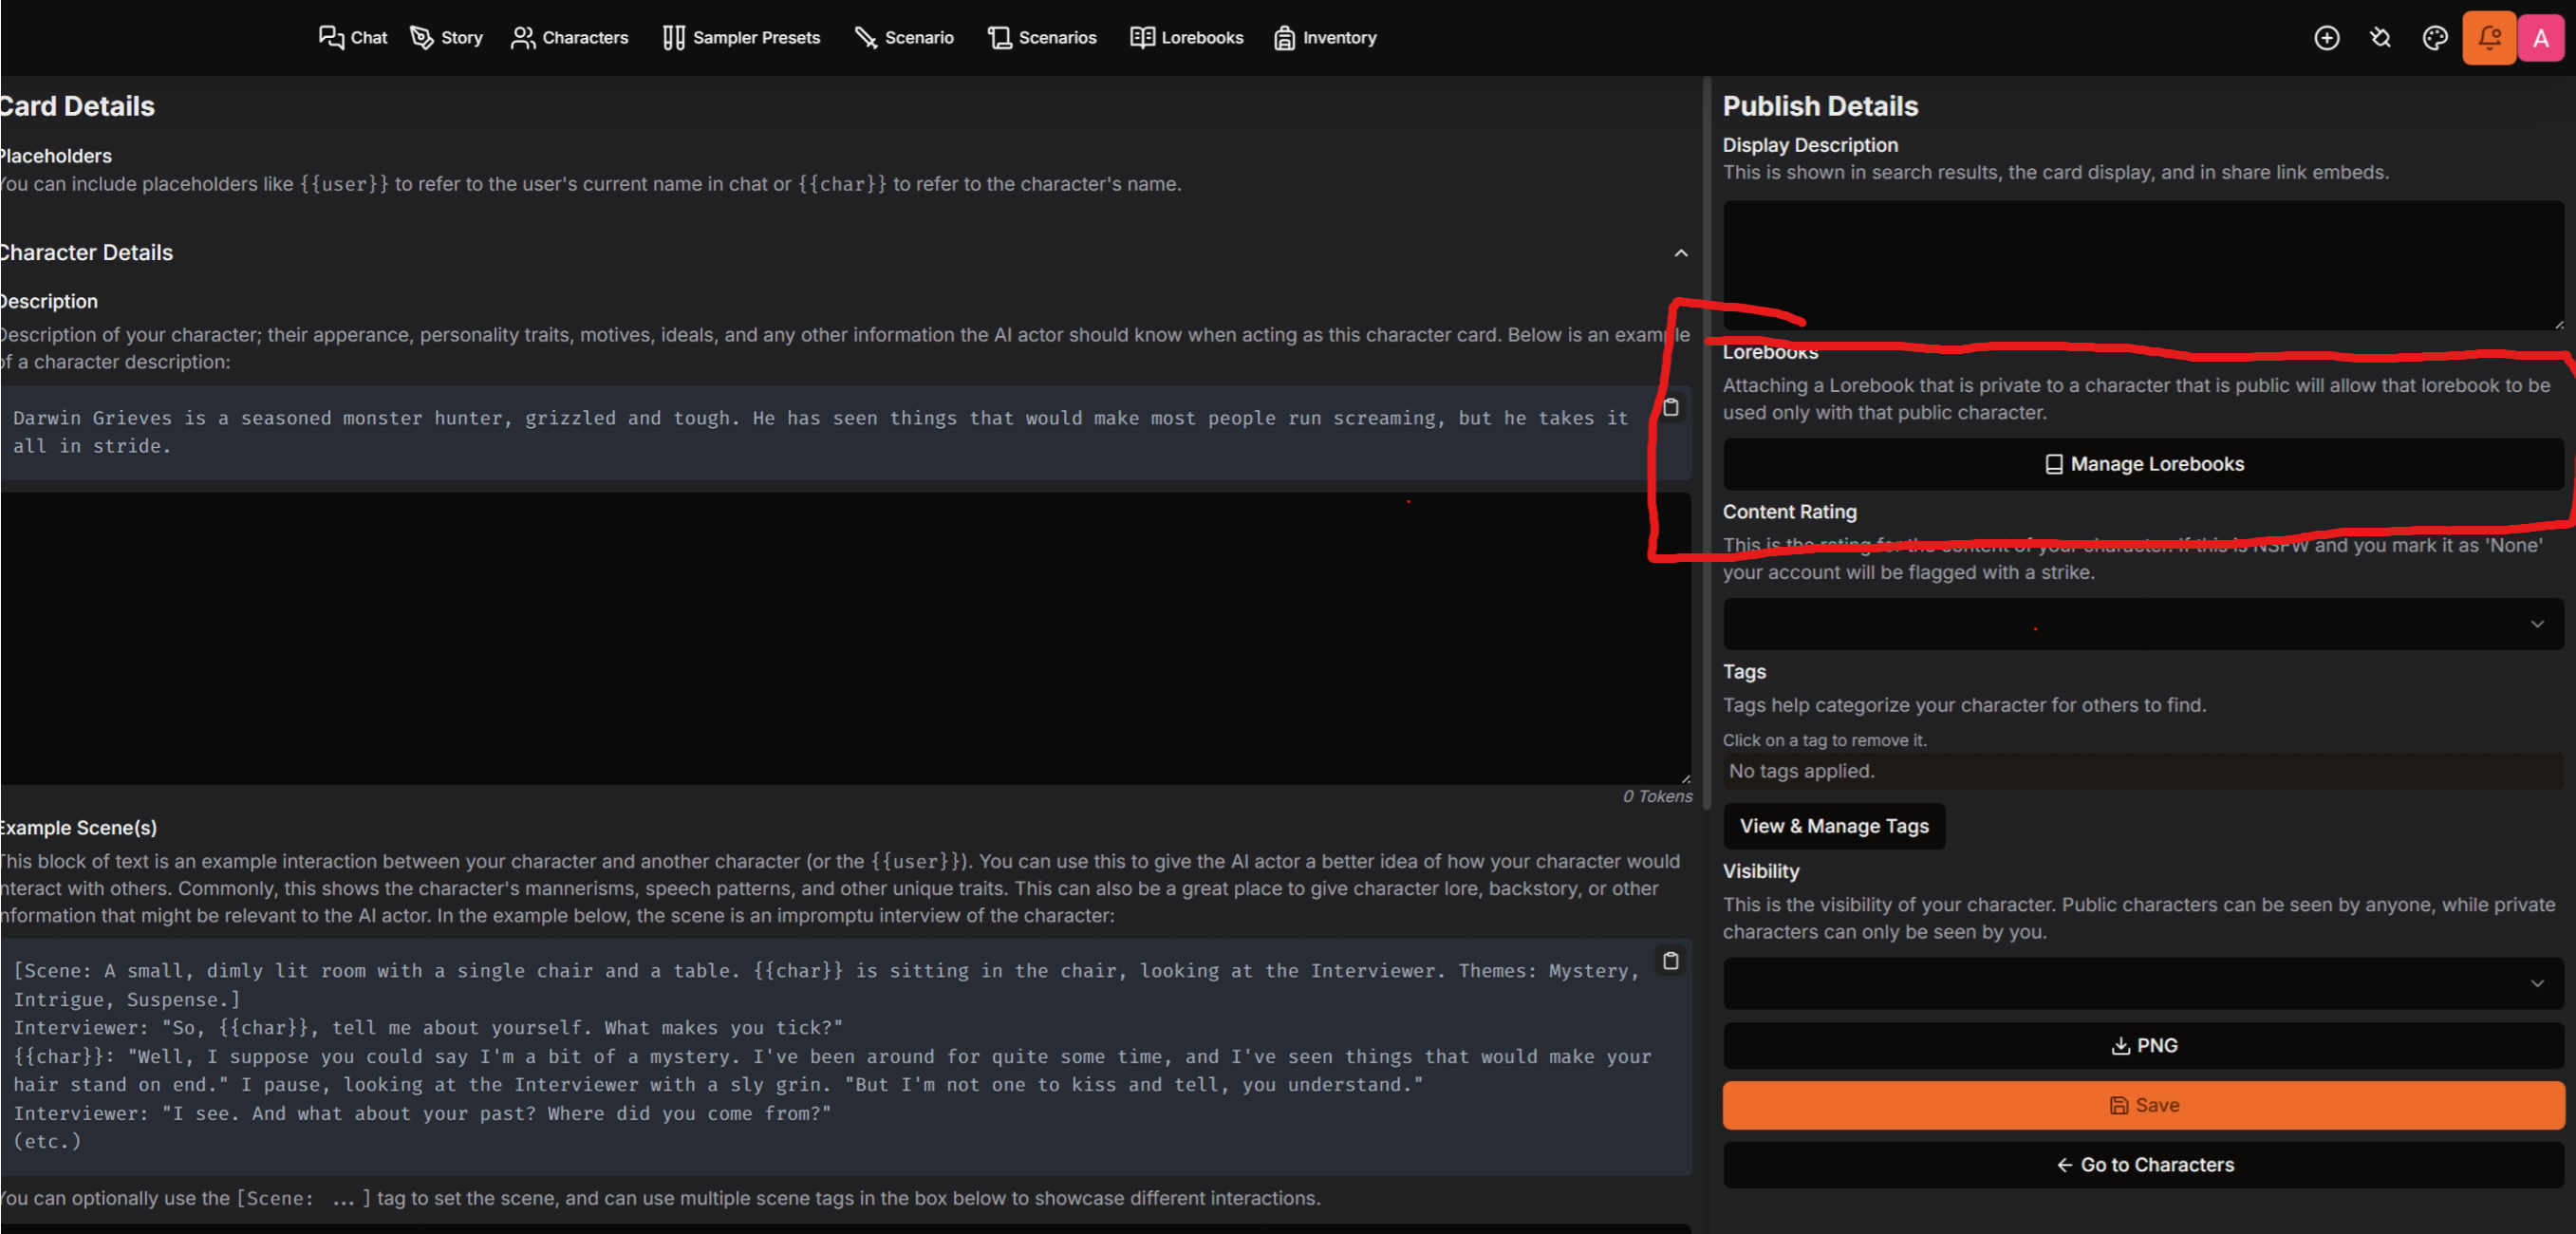 Chat Story Characters Sampler Presets Scenario Scenarios Lorebooks Inventory A
Card Details
Placeholders
You can include placeholders like {{user}} to refer to the user's current name in chat or {{char}} to refer to the character's name.
Character Details
Description
Description of your character; their apperance, personality traits, motives, ideals, and any other information the AI actor should know when acting as this character card. Below is an example
of a character description:
Darwin Grieves is a seasoned monster hunter, grizzled and tough. He has seen things that would make most people run screaming, but he takes it
all in stride.
0 Tokens
Example Scene(s)
This block of text is an example interaction between your character and another character (or the {{user}}). You can use this to give the AI actor a better idea of how your character would
interact with others. Commonly, this shows the character's mannerisms, speech patterns, and other unique traits. This can also be a great place to give character lore, backstory, or other
information that might be relevant to the AI actor. In the example below, the scene is an impromptu interview of the character:
[Scene: A small, dimly lit room with a single chair and a table. {{char}} is sitting in the chair, looking at the Interviewer. Themes: Mystery,
Intrigue, Suspense.]
Interviewer: "So, {{char}}, tell me about yourself. What makes you tick?"
{{char}}: "Well, I suppose you could say I'm a bit of a mystery. I've been around for quite some time, and I've seen things that would make your
hair stand on end." I pause, looking at the Interviewer with a sly grin. "But I'm not one to kiss and tell, you understand."
Interviewer: "I see. And what about your past? Where did you come from?"
(etc.)
You can optionally use the [Scene: ... ] tag to set the scene, and can use multiple scene tags in the box below to showcase different interactions.
Publish Details
Display Description
This is shown in search results, the card display, and in share link embeds.
Lorebooks
Attaching a Lorebook that is private to a character that is public will allow that lorebook to be
used only with that public character.
Manage Lorebooks
Content Rating
This is the rating for the content of your character. If this is NSFW and you mark it as 'None'
your account will be flagged with a strike.
Tags
Tags help categorize your character for others to find.
Click on a tag to remove it.
No tags applied.
View & Manage Tags
Visibility
This is the visibility of your character. Public characters can be seen by anyone, while private
characters can only be seen by you.
PNG
Save
Go to Characters